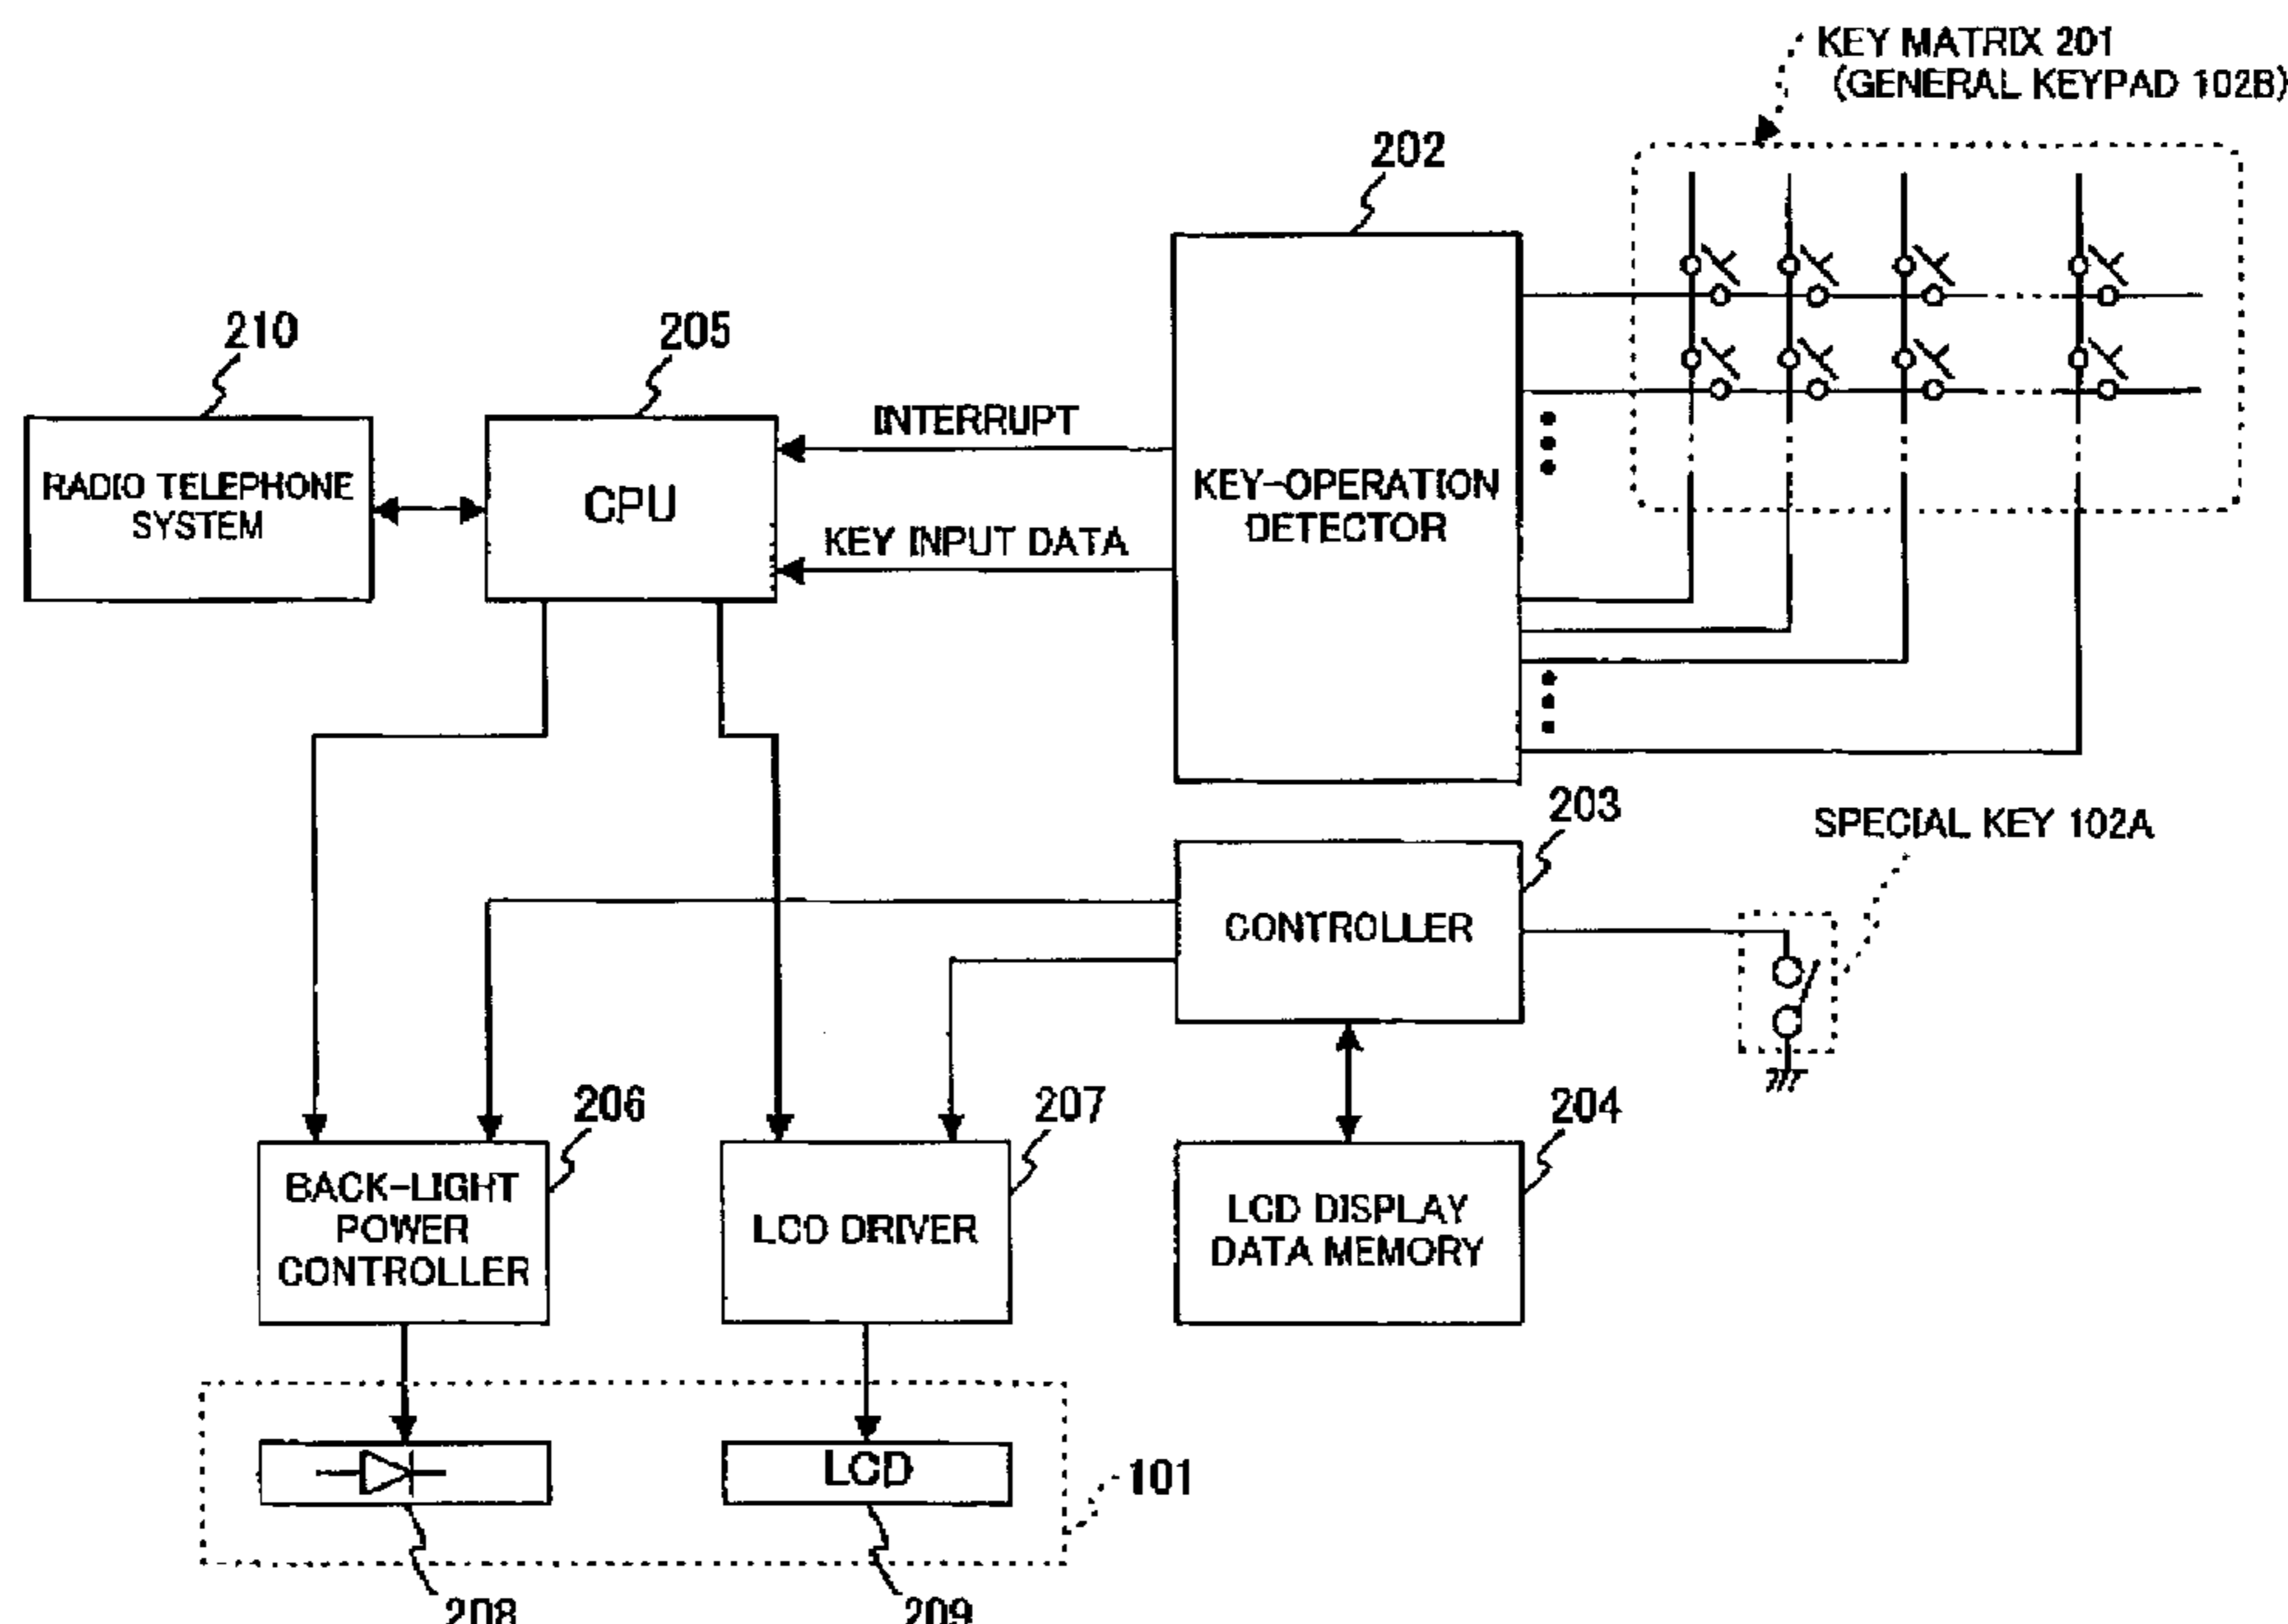 KEY MATRIX 201
(GENERAL KEYPAD 102B)
202
210
205
INTERRUPT
RADIO TELEPHONE
SYSTEM
CPU
KEY-OPERATION
DETECTOR
KEY INPUT DATA
203
SPECIAL KEY 102A
CONTROLLER
206
207
204
BACK-LIGHT
POWER
CONTROLLER
LCD DRIVER
LCD DISPLAY
DATA MEMORY
LCD
101
208
209